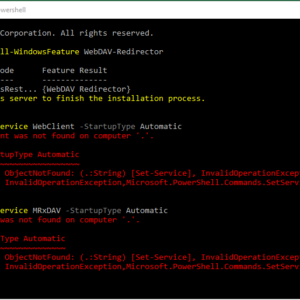 owershell
Corporation. All rights reserved.
ll-WindowsFeature WebDAV-Redirector
ode Feature Result
--- --------------
sRest... {WebDAV Redirector}
s server to finish the installation process.
ervice WebClient -StartupType Automatic
nt was not found on computer '.'.
tupType Automatic
~~~~~~~~~~~~~~~~~
ObjectNotFound: (.:String) [Set-Service], InvalidOperationExcep
InvalidOperationException,Microsoft.PowerShell.Commands.SetServ
ervice MRxDAV -StartupType Automatic
was not found on computer '.'.
Type Automatic
~~~~~~~~~~~~~~
ObjectNotFound: (.:String) [Set-Service], InvalidOperationExcep
InvalidOperationException,Microsoft.PowerShell.Commands.SetServ